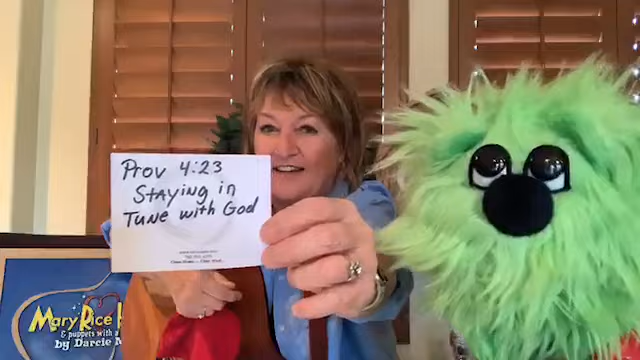 Prov 4:23
Staying in
Tune with God
Mary Rice H
& puppets with a
by Darcie M